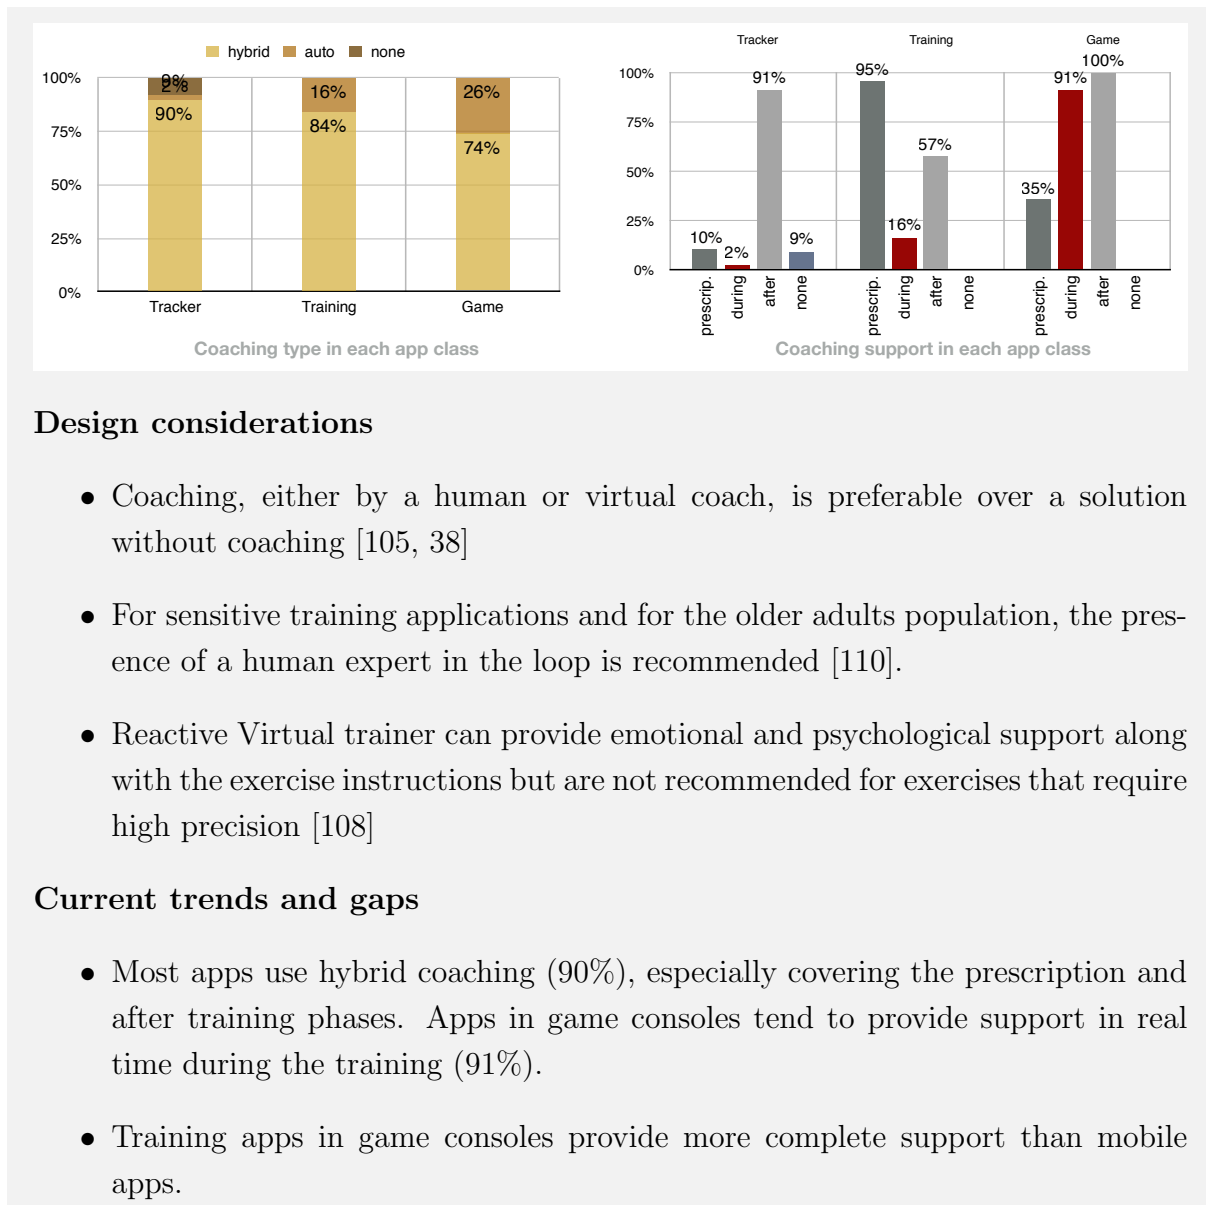 hybrid auto none
100%
75%
50%
25%
0%
9%
2%
90%
16%
84%
26%
74%
Tracker Training Game
Coaching type in each app class
Tracker Training Game
100%
75%
50%
25%
0%
10% 2% 91% 9%
95% 16% 57%
35% 91% 100%
prescrip. during after none prescrip. during after none prescrip. during after none
Coaching support in each app class
Design considerations
• Coaching, either by a human or virtual coach, is preferable over a solution
without coaching [105, 38]
• For sensitive training applications and for the older adults population, the pres-
ence of a human expert in the loop is recommended [110].
• Reactive Virtual trainer can provide emotional and psychological support along
with the exercise instructions but are not recommended for exercises that require
high precision [108]
Current trends and gaps
• Most apps use hybrid coaching (90%), especially covering the prescription and
after training phases. Apps in game consoles tend to provide support in real
time during the training (91%).
• Training apps in game consoles provide more complete support than mobile
apps.